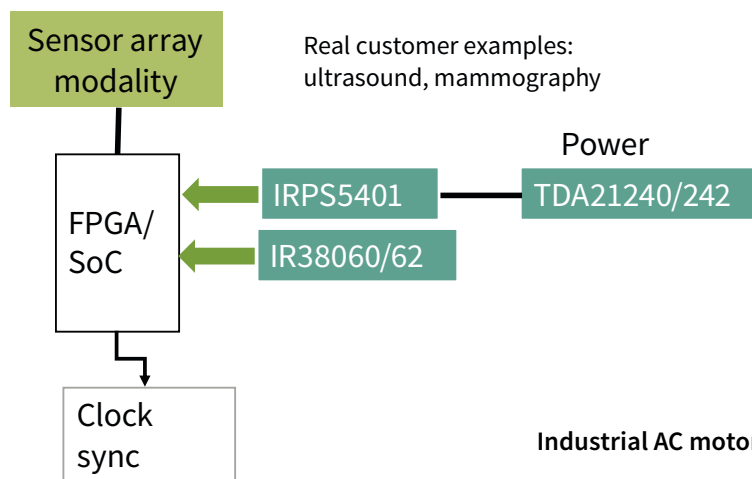 Sensor array
modality
Real customer examples:
ultrasound, mammography
Power
IRPS5401
TDA21240/242
FPGA/
SoC
IR38060/62
Clock
sync
Industrial AC motor